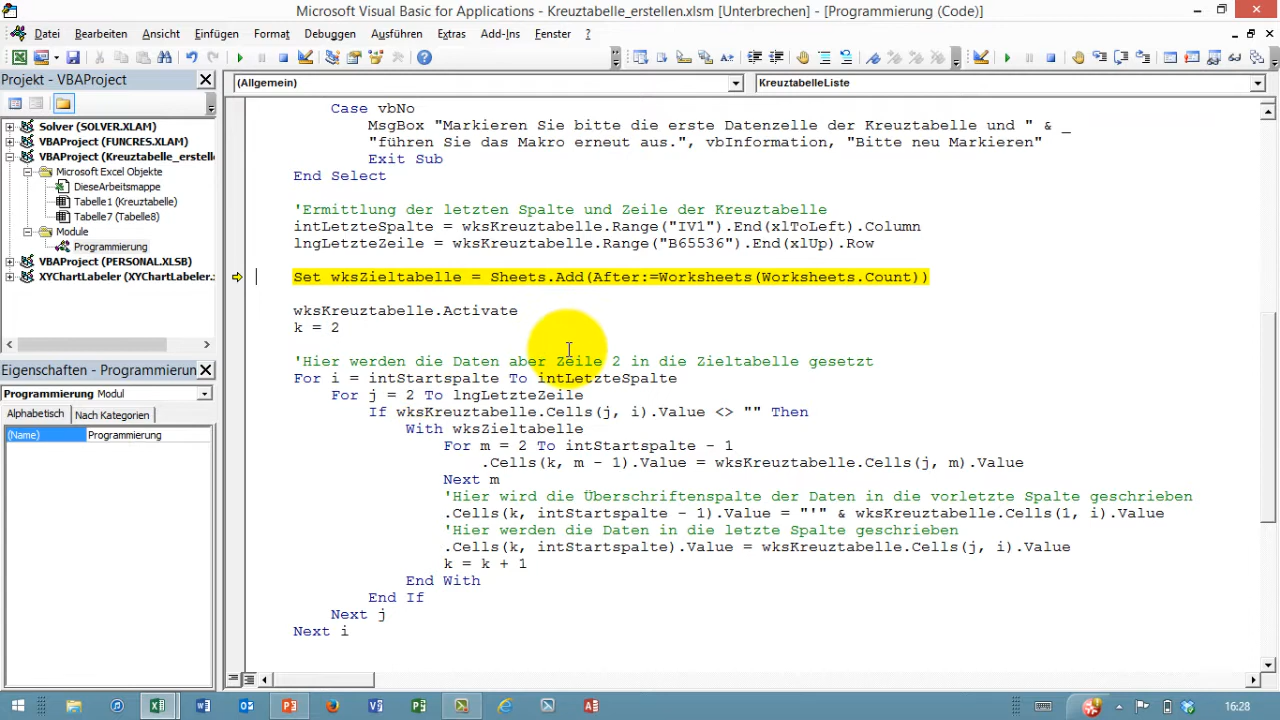 Microsoft Visual Basic for Applications - Kreuztabelle_erstellen.xlsm [Unterbrechen] - [Programmierung (Code)]
Datei Bearbeiten Ansicht Einfügen Format Debuggen Ausführen Extras Add-Ins Fenster ?
Projekt - VBAProject
Solver (SOLVER.XLAM)
VBAProject (FUNCRES.XLAM)
VBAProject (Kreuztabelle_erstelle
Microsoft Excel Objekte
DieseArbeitsmappe
Tabelle1 (Kreuztabelle)
Tabelle7 (Tabelle8)
Module
Programmierung
VBAProject (PERSONAL.XLSB)
XYChartLabeler (XYChartLabeler.
Eigenschaften - Programmierun
Programmierung Modul
Alphabetisch Nach Kategorien
(Name) Programmierung
(Allgemein) KreuztabelleListe
Case vbNo
MsgBox "Markieren Sie bitte die erste Datenzelle der Kreuztabelle und " & _
"führen Sie das Makro erneut aus.", vbInformation, "Bitte neu Markieren"
Exit Sub
End Select
'Ermittlung der letzten Spalte und Zeile der Kreuztabelle
intLetzteSpalte = wksKreuztabelle.Range("IV1").End(xlToLeft).Column
lngLetzteZeile = wksKreuztabelle.Range("B65536").End(xlUp).Row
Set wksZieltabelle = Sheets.Add(After:=Worksheets(Worksheets.Count))
wksKreuztabelle.Activate
k = 2
'Hier werden die Daten aber Zeile 2 in die Zieltabelle gesetzt
For i = intStartspalte To intLetzteSpalte
For j = 2 To lngLetzteZeile
If wksKreuztabelle.Cells(j, i).Value <> "" Then
With wksZieltabelle
For m = 2 To intStartspalte - 1
.Cells(k, m - 1).Value = wksKreuztabelle.Cells(j, m).Value
Next m
'Hier wird die Überschriftenspalte der Daten in die vorletzte Spalte geschrieben
.Cells(k, intStartspalte - 1).Value = "'" & wksKreuztabelle.Cells(1, i).Value
'Hier werden die Daten in die letzte Spalte geschrieben
.Cells(k, intStartspalte).Value = wksKreuztabelle.Cells(j, i).Value
k = k + 1
End With
End If
Next j
Next i
16:28